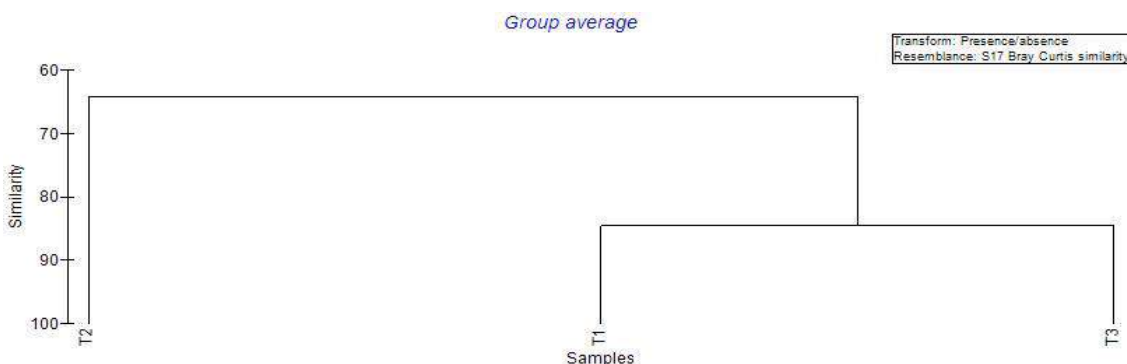 Group average
Transform: Presence/absence
Resemblance: S17 Bray Curtis similarity
60
70
80
90
100
Similarity
T2
T1
T3
Samples